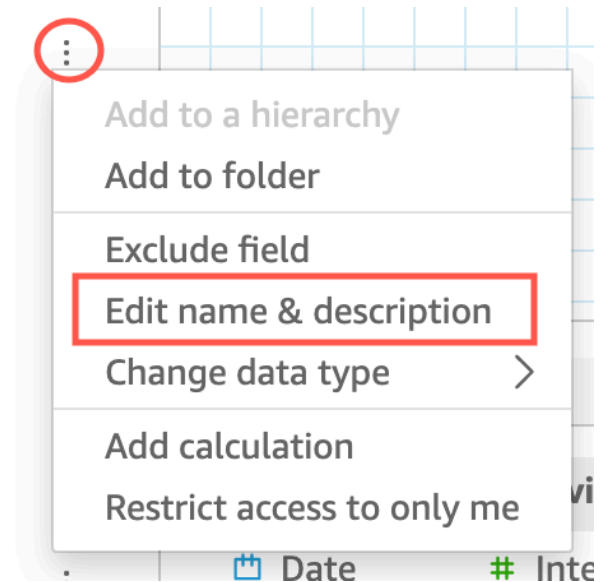 Add to a hierarchy
Add to folder
Exclude field
Edit name & description
Change data type
Add calculation
Restrict access to only me
Date
# Inte